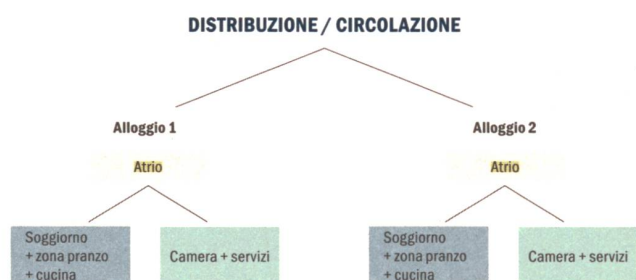 DISTRIBUZIONE / CIRCOLAZIONE
Alloggio 1
Alloggio 2
Atrio
Atrio
Soggiorno
+ zona pranzo
+ cucina
Camera + servizi
Soggiorno
+ zona pranzo
+ cucina
Camera + servizi